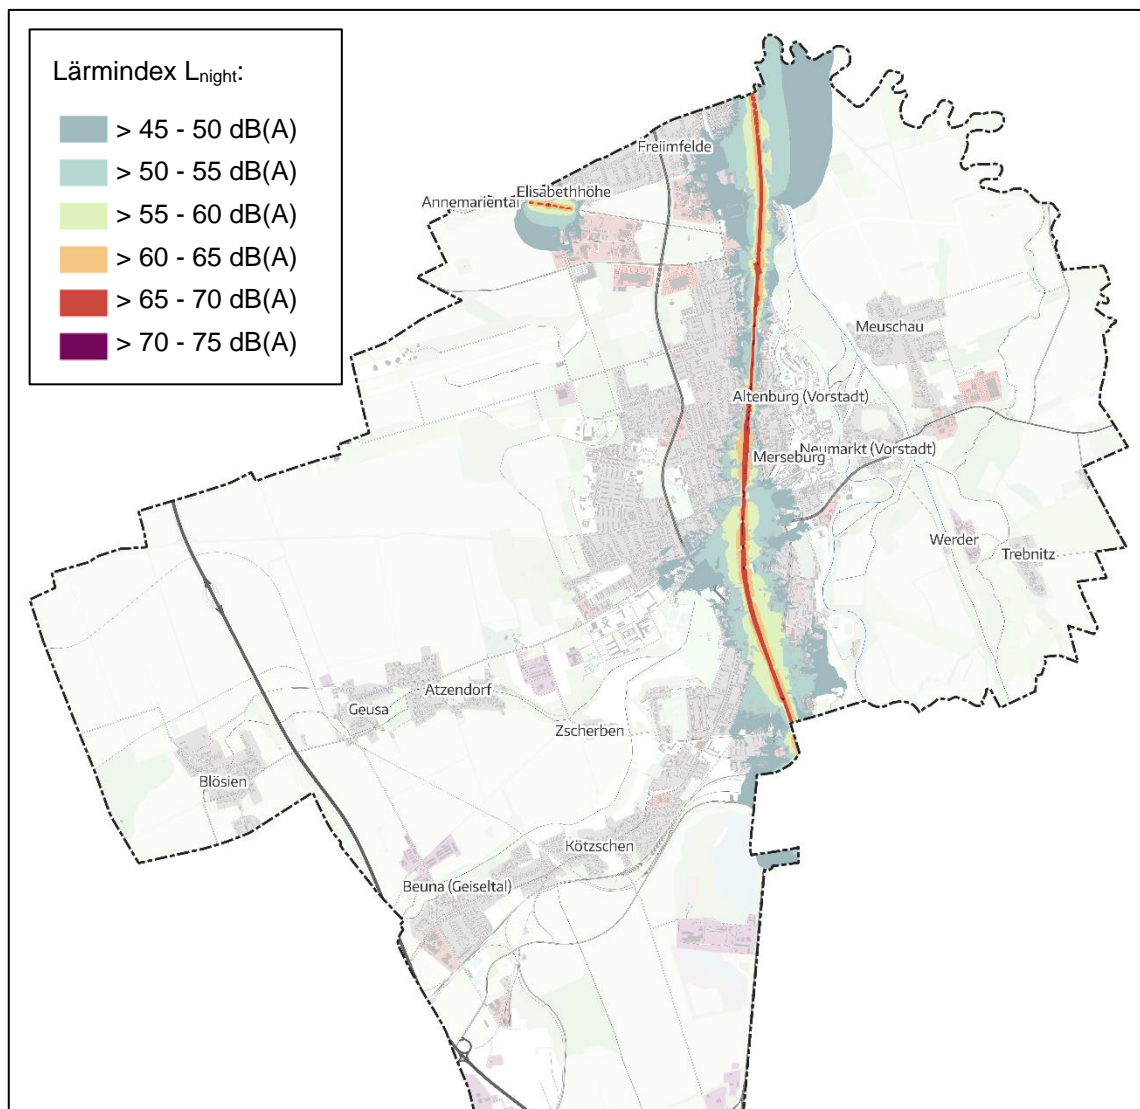 Lärmindex Lnight:
> 45 - 50 dB(A)
> 50 - 55 dB(A)
> 55 - 60 dB(A)
> 60 - 65 dB(A)
> 65 - 70 dB(A)
> 70 - 75 dB(A)
Freiimfelde
Elisabethhöhe
Annemariental
Meuschau
Altenburg (Vorstadt)
Neumarkt (Vorstadt)
Merseburg
Werder
Trebnitz
Atzendorf
Geusa
Zscherben
Blösien
Kötzschen
Beuna (Geiseltal)